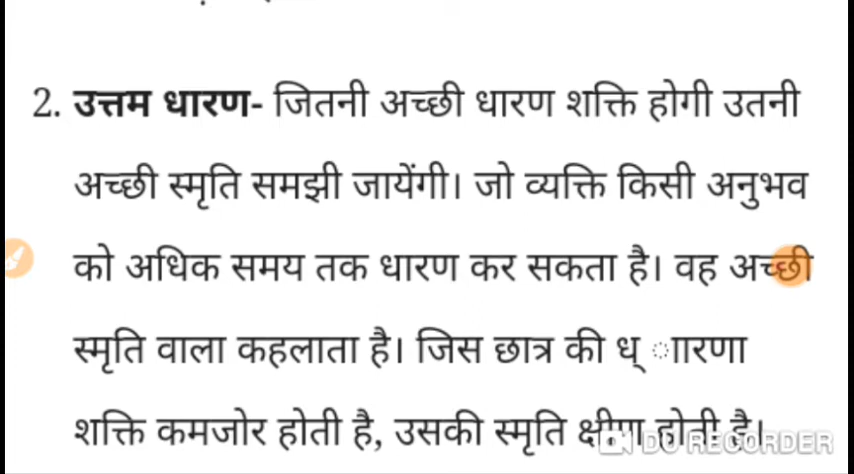 2. उत्तम धारण- जितनी अच्छी धारण शक्ति होगी उतनी
अच्छी स्मृति समझी जायेंगी। जो व्यक्ति किसी अनुभव
को अधिक समय तक धारण कर सकता है। वह अच्छी
स्मृति वाला कहलाता है। जिस छात्र की ध् ाारणा
शक्ति कमजोर होती है, उसकी स्मृति क्षीण होती है।
DU RECORDER